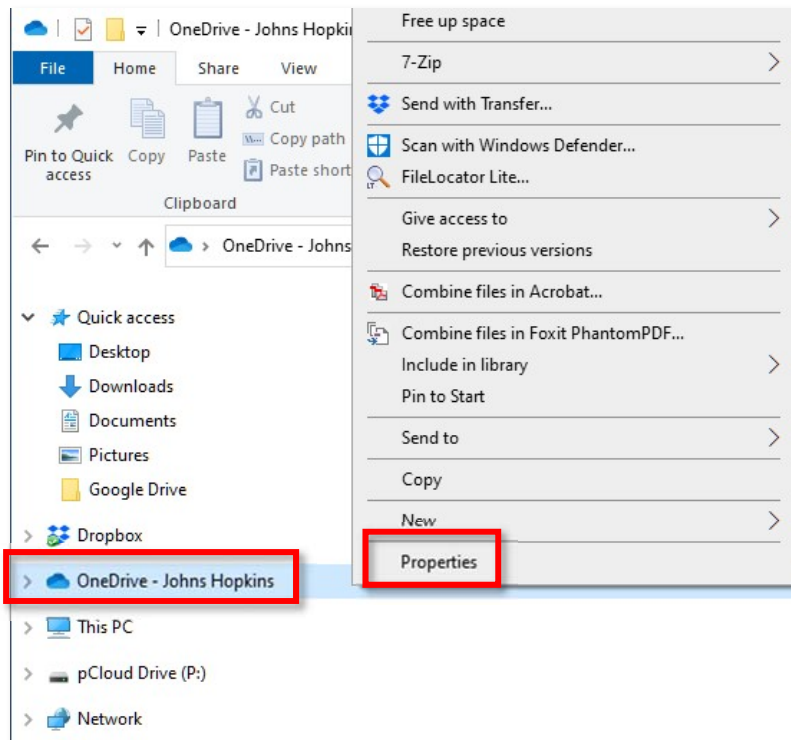 OneDrive - Johns Hopki
File Home Share View
Pin to Quick access
Copy
Paste
Cut
Copy path
Paste short
Clipboard
OneDrive - Johns
Quick access
Desktop
Downloads
Documents
Pictures
Google Drive
Dropbox
OneDrive - Johns Hopkins
This PC
pCloud Drive (P:)
Network
Free up space
7-Zip
Send with Transfer...
Scan with Windows Defender...
FileLocator Lite...
Give access to
Restore previous versions
Combine files in Acrobat...
Combine files in Foxit PhantomPDF...
Include in library
Pin to Start
Send to
Copy
New
Properties